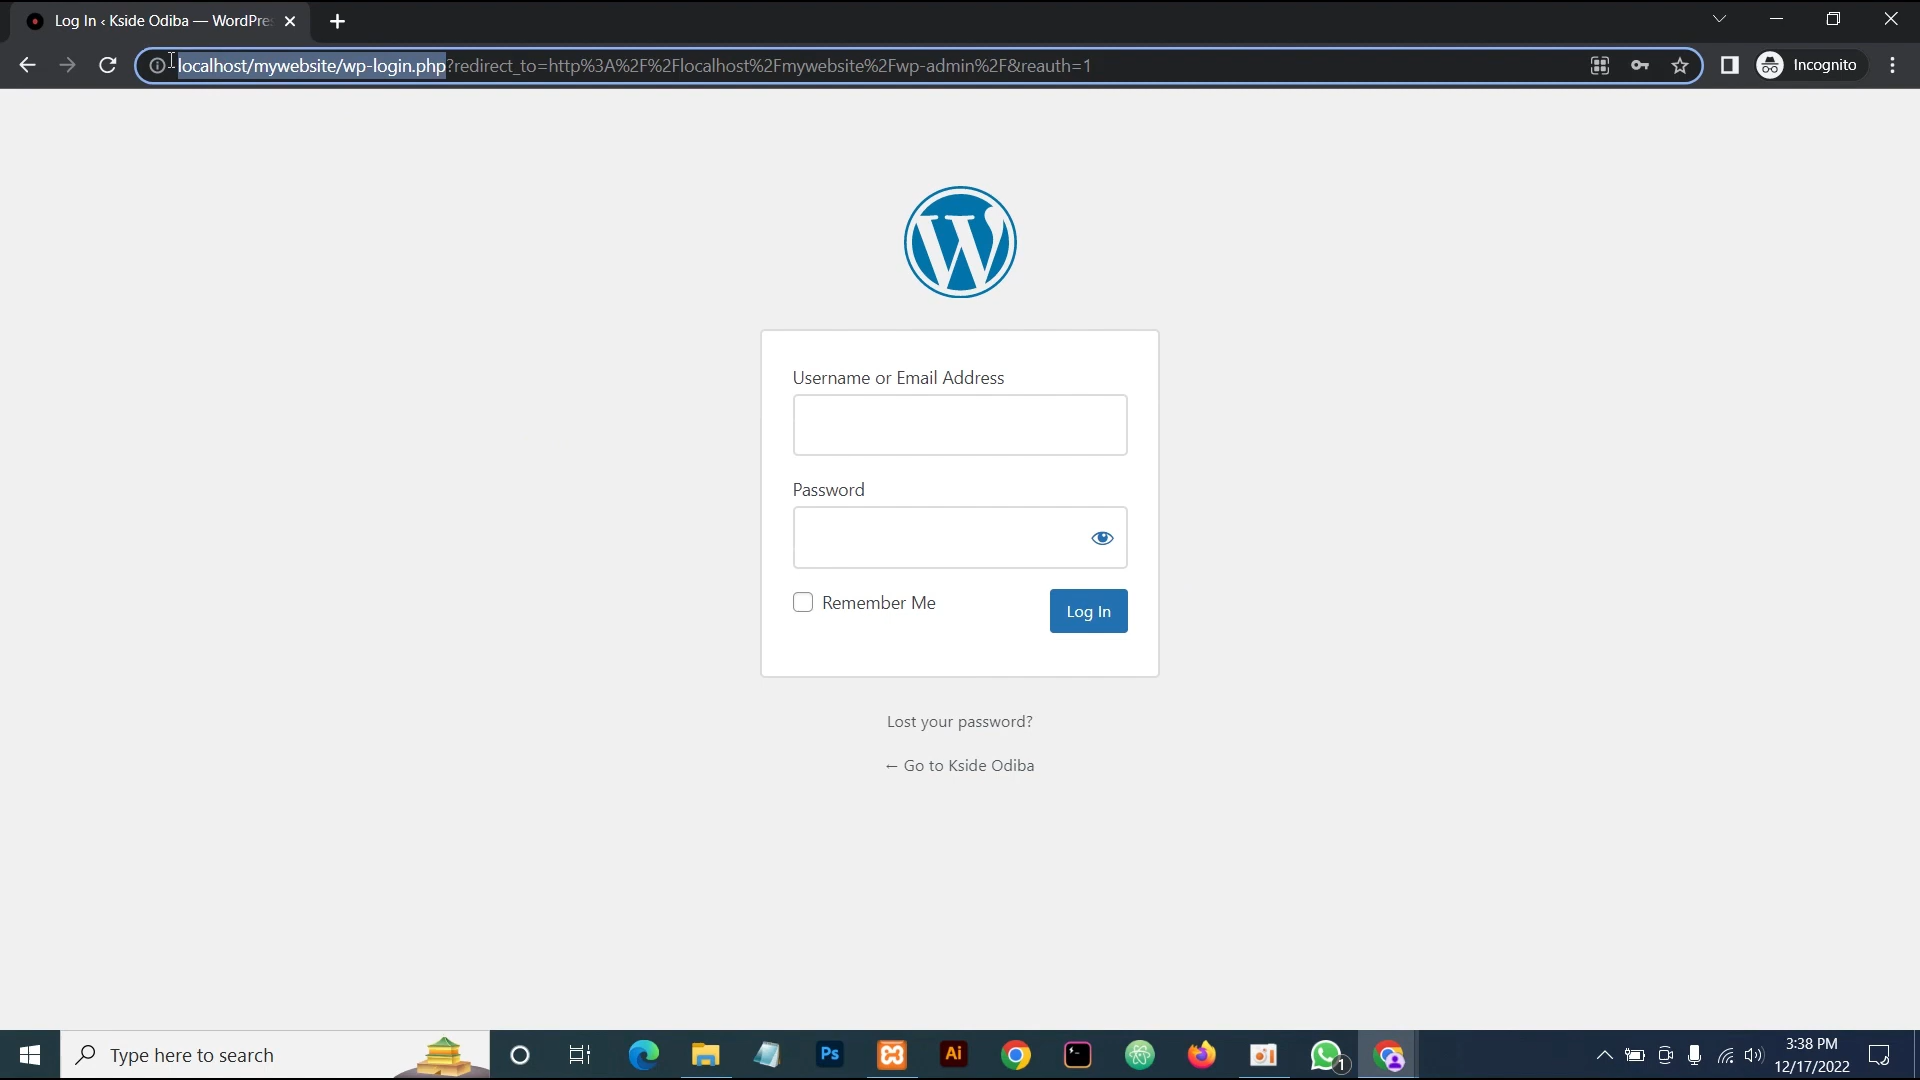 Log In ‹ Kside Odiba — WordPre
localhost/mywebsite/wp-login.php?redirect_to=http%3A%2F%2Flocalhost%2Fmywebsite%2Fwp-admin%2F&reauth=1
Incognito
W
Username or Email Address
Password
Remember Me
Log In
Lost your password?
← Go to Kside Odiba
Type here to search
Ps
Ai
1
3:38 PM
12/17/2022